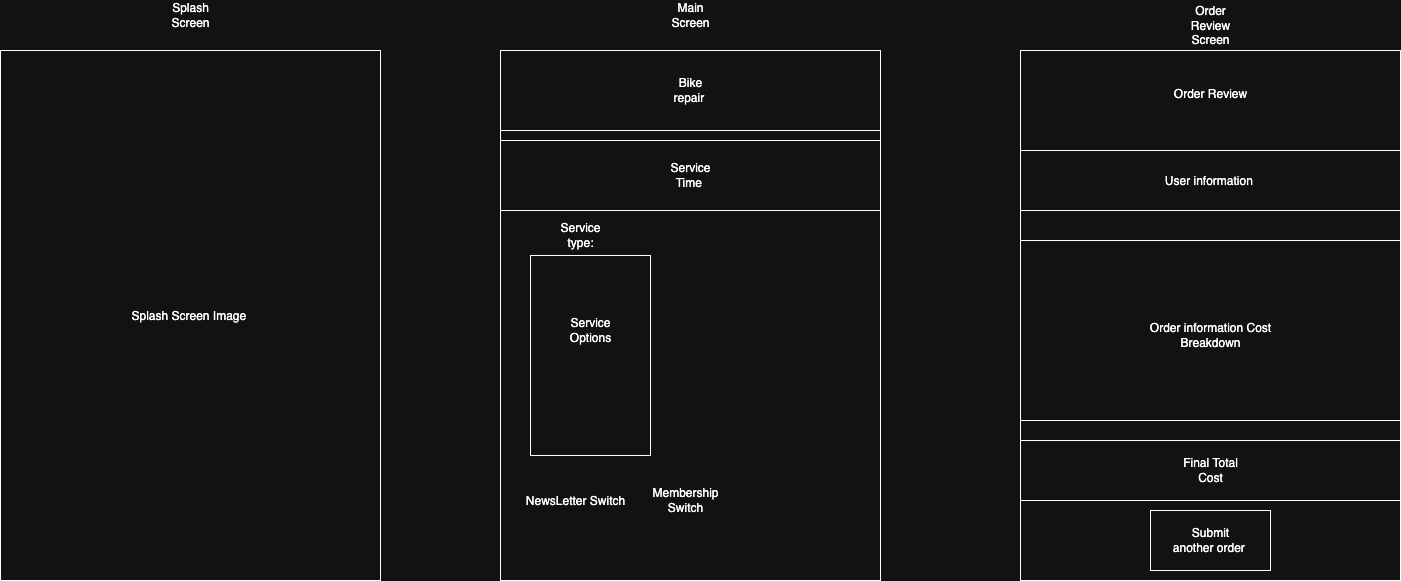 Splash
Screen
Splash Screen Image
Main
Screen
Bike
repair
Service
Time
Service
type:
Service
Options
NewsLetter Switch
Membership
Switch
Order
Review
Screen
Order Review
User information
Order information Cost
Breakdown
Final Total
Cost
Submit
another order